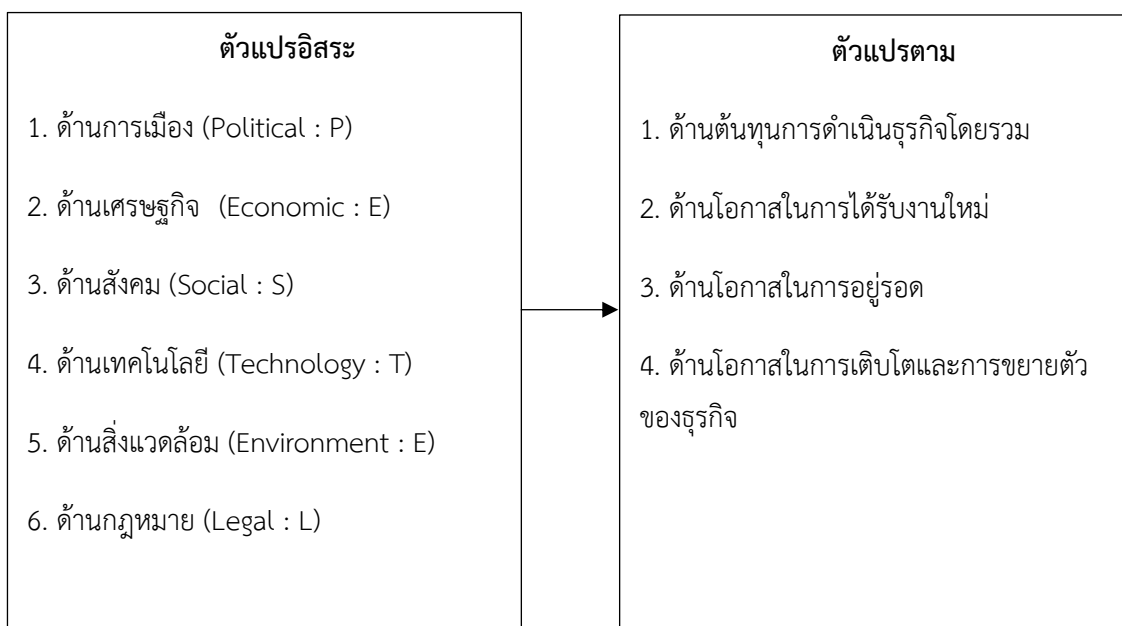 ตัวแปรอิสระ
1. ด้านการเมือง (Political : P)
2. ด้านเศรษฐกิจ (Economic : E)
3. ด้านสังคม (Social : S)
4. ด้านเทคโนโลยี (Technology : T)
5. ด้านสิ่งแวดล้อม (Environment : E)
6. ด้านกฎหมาย (Legal : L)
ตัวแปรตาม
1. ด้านต้นทุนการดำเนินธุรกิจโดยรวม
2. ด้านโอกาสในการได้รับงานใหม่
3. ด้านโอกาสในการอยู่รอด
4. ด้านโอกาสในการเติบโตและการขยายตัว
ของธุรกิจ